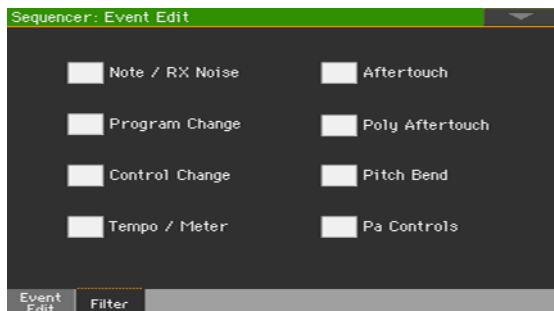 Sequencer: Event Edit
Note / RX Noise
Aftertouch
Program Change
Poly Aftertouch
Control Change
Pitch Bend
Tempo / Meter
Pa Controls
Event
Edit
Filter